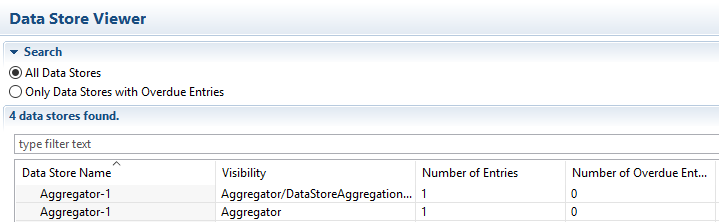 Data Store Viewer
Search
All Data Stores
Only Data Stores with Overdue Entries
4 data stores found.
type filter text
Data Store Name Visibility Number of Entries Number of Overdue Ent...
Aggregator-1 Aggregator/DataStoreAggregation... 1 0
Aggregator-1 Aggregator 1 0